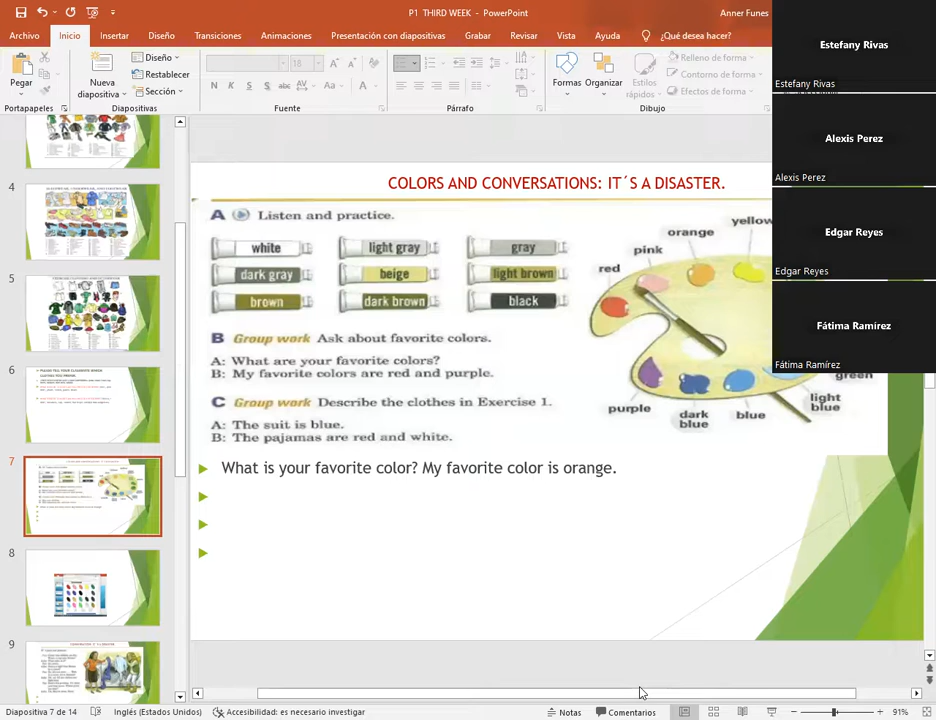 P1 THIRD WEEK - PowerPoint
Anner Funes
Archivo
Inicio
Insertar
Diseño
Transiciones
Animaciones
Presentación con diapositivas
Grabar
Revisar
Vista
Ayuda
¿Qué desea hacer?
Pegar
Nueva
diapositiva
Diseño
Restablecer
Sección
18
N K S S abc AV Aa A
Formas
Organizar
Estilos
rápidos
Relleno de forma
Contorno de forma
Efectos de forma
Portapapeles
Diapositivas
Fuente
Párrafo
Dibujo
Estefany Rivas
Estefany Rivas
Alexis Perez
Alexis Perez
Edgar Reyes
Edgar Reyes
Fátima Ramírez
Fátima Ramírez
4
5
6
7
8
9
COLORS AND CONVERSATIONS: IT´S A DISASTER.
A Listen and practice.
white
light gray
gray
dark gray
beige
light brown
brown
dark brown
black
red
pink
orange
yellow
purple
dark
blue
blue
light
blue
green
B Group work Ask about favorite colors.
A: What are your favorite colors?
B: My favorite colors are red and purple.
C Group work Describe the clothes in Exercise 1.
A: The suit is blue.
B: The pajamas are red and white.
What is your favorite color? My favorite color is orange.
Diapositiva 7 de 14
Inglés (Estados Unidos)
Accesibilidad: es necesario investigar
Notas
Comentarios
91%